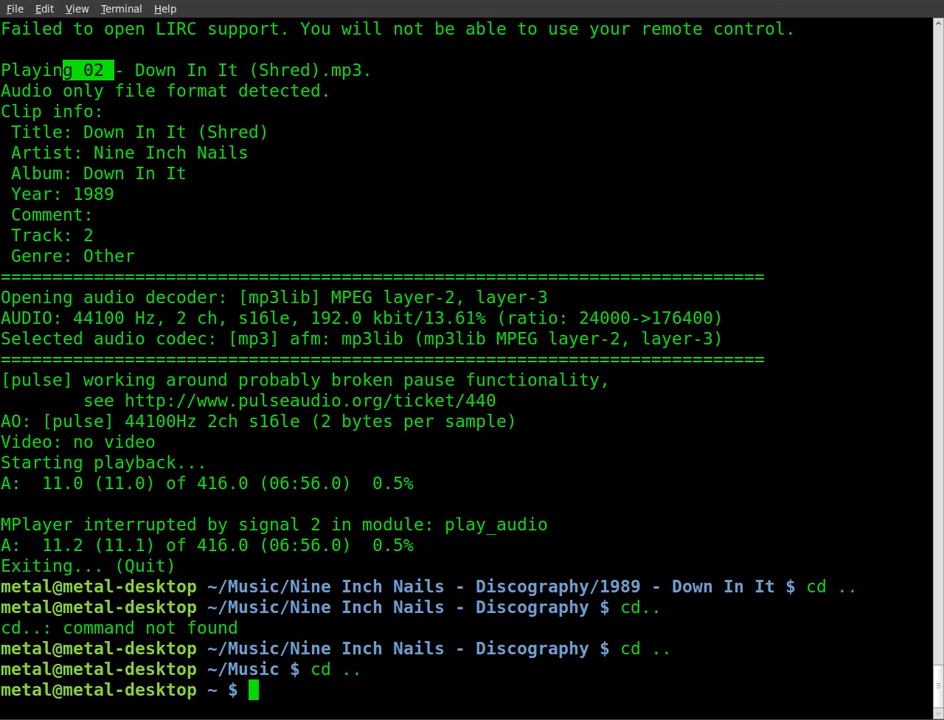 File Edit View Terminal Help
Failed to open LIRC support. You will not be able to use your remote control.
Playing 02 - Down In It (Shred).mp3.
Audio only file format detected.
Clip info:
Title: Down In It (Shred)
Artist: Nine Inch Nails
Album: Down In It
Year: 1989
Comment:
Track: 2
Genre: Other
==========================================================================
Opening audio decoder: [mp3lib] MPEG layer-2, layer-3
AUDIO: 44100 Hz, 2 ch, s16le, 192.0 kbit/13.61% (ratio: 24000->176400)
Selected audio codec: [mp3] afm: mp3lib (mp3lib MPEG layer-2, layer-3)
==========================================================================
[pulse] working around probably broken pause functionality,
see http://www.pulseaudio.org/ticket/440
AO: [pulse] 44100Hz 2ch s16le (2 bytes per sample)
Video: no video
Starting playback...
A:  11.0 (11.0) of 416.0 (06:56.0)  0.5%
MPlayer interrupted by signal 2 in module: play_audio
A:  11.2 (11.1) of 416.0 (06:56.0)  0.5%
Exiting... (Quit)
metal@metal-desktop ~/Music/Nine Inch Nails - Discography/1989 - Down In It $ cd ..
metal@metal-desktop ~/Music/Nine Inch Nails - Discography $ cd..
cd..: command not found
metal@metal-desktop ~/Music/Nine Inch Nails - Discography $ cd ..
metal@metal-desktop ~/Music $ cd ..
metal@metal-desktop ~ $